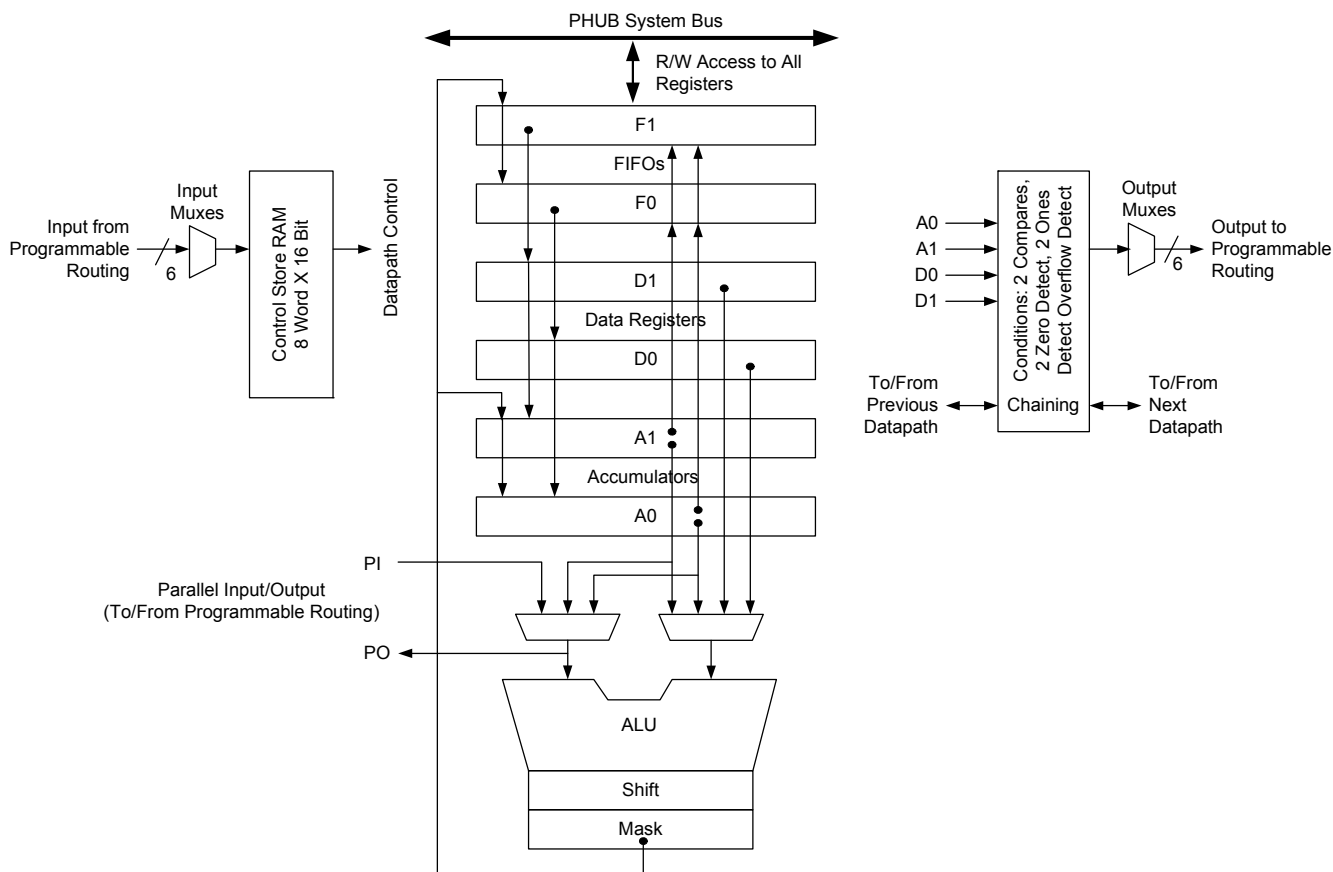 PHUB System Bus
R/W Access to All
Registers
F1
FIFOs
F0
D1
Data Registers
D0
A1
Accumulators
A0
Input from
Programmable
Routing
6
Input
Muxes
Control Store RAM
8 Word X 16 Bit
Datapath Control
PI
Parallel Input/Output
(To/From Programmable Routing)
PO
ALU
Shift
Mask
A0
A1
D0
D1
Conditions: 2 Compares,
2 Zero Detect, 2 Ones
Detect Overflow Detect
Output
Muxes
6
Output to
Programmable
Routing
To/From
Previous
Datapath
Chaining
To/From
Next
Datapath